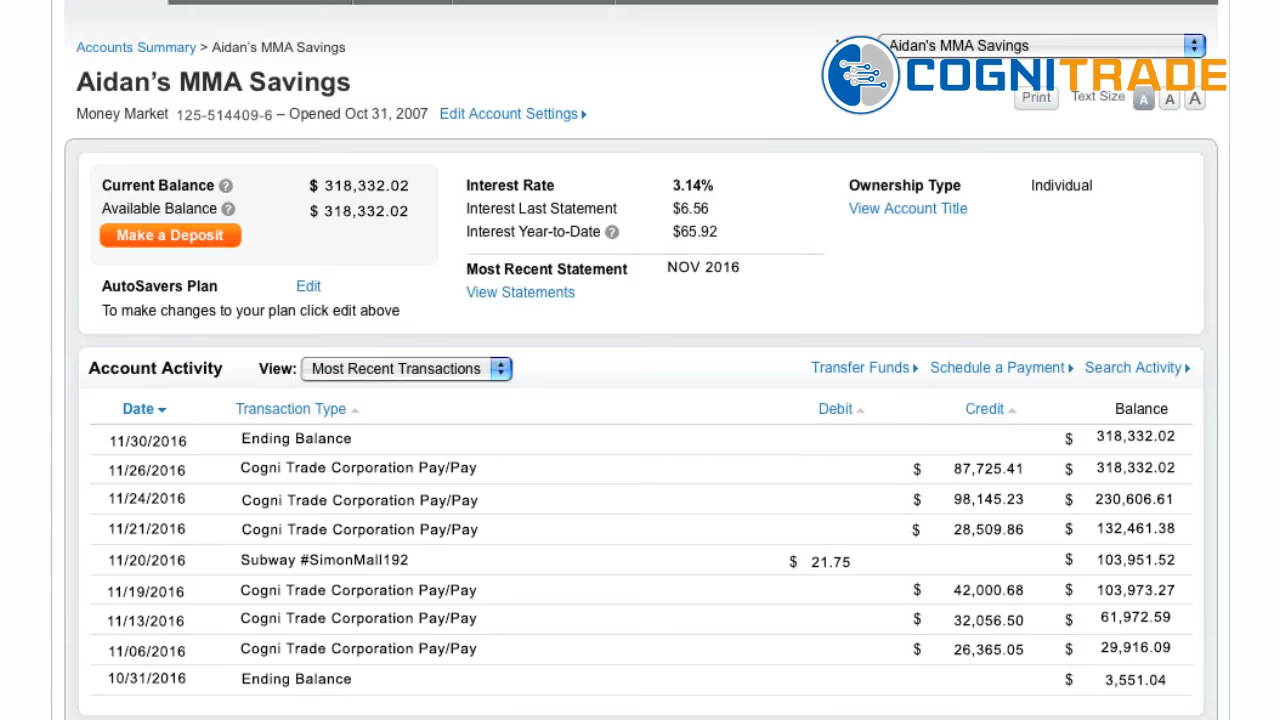 Accounts Summary > Aidan's MMA Savings
Aidan's MMA Savings
COGNITRADE
Aidan’s MMA Savings
Money Market 125-514409-6 – Opened Oct 31, 2007 Edit Account Settings
Print Text Size A A A
Current Balance ? $ 318,332.02 Interest Rate 3.14% Ownership Type Individual
Available Balance ? $ 318,332.02 Interest Last Statement $6.56 View Account Title
Make a Deposit Interest Year-to-Date ? $65.92
Most Recent Statement NOV 2016
AutoSavers Plan Edit View Statements
To make changes to your plan click edit above
Account Activity View: Most Recent Transactions Transfer Funds Schedule a Payment Search Activity
Date Transaction Type Debit Credit Balance
11/30/2016 Ending Balance $ 318,332.02
11/26/2016 Cogni Trade Corporation Pay/Pay $ 87,725.41 $ 318,332.02
11/24/2016 Cogni Trade Corporation Pay/Pay $ 98,145.23 $ 230,606.61
11/21/2016 Cogni Trade Corporation Pay/Pay $ 28,509.86 $ 132,461.38
11/20/2016 Subway #SimonMall192 $ 21.75 $ 103,951.52
11/19/2016 Cogni Trade Corporation Pay/Pay $ 42,000.68 $ 103,973.27
11/13/2016 Cogni Trade Corporation Pay/Pay $ 32,056.50 $ 61,972.59
11/06/2016 Cogni Trade Corporation Pay/Pay $ 26,365.05 $ 29,916.09
10/31/2016 Ending Balance $ 3,551.04